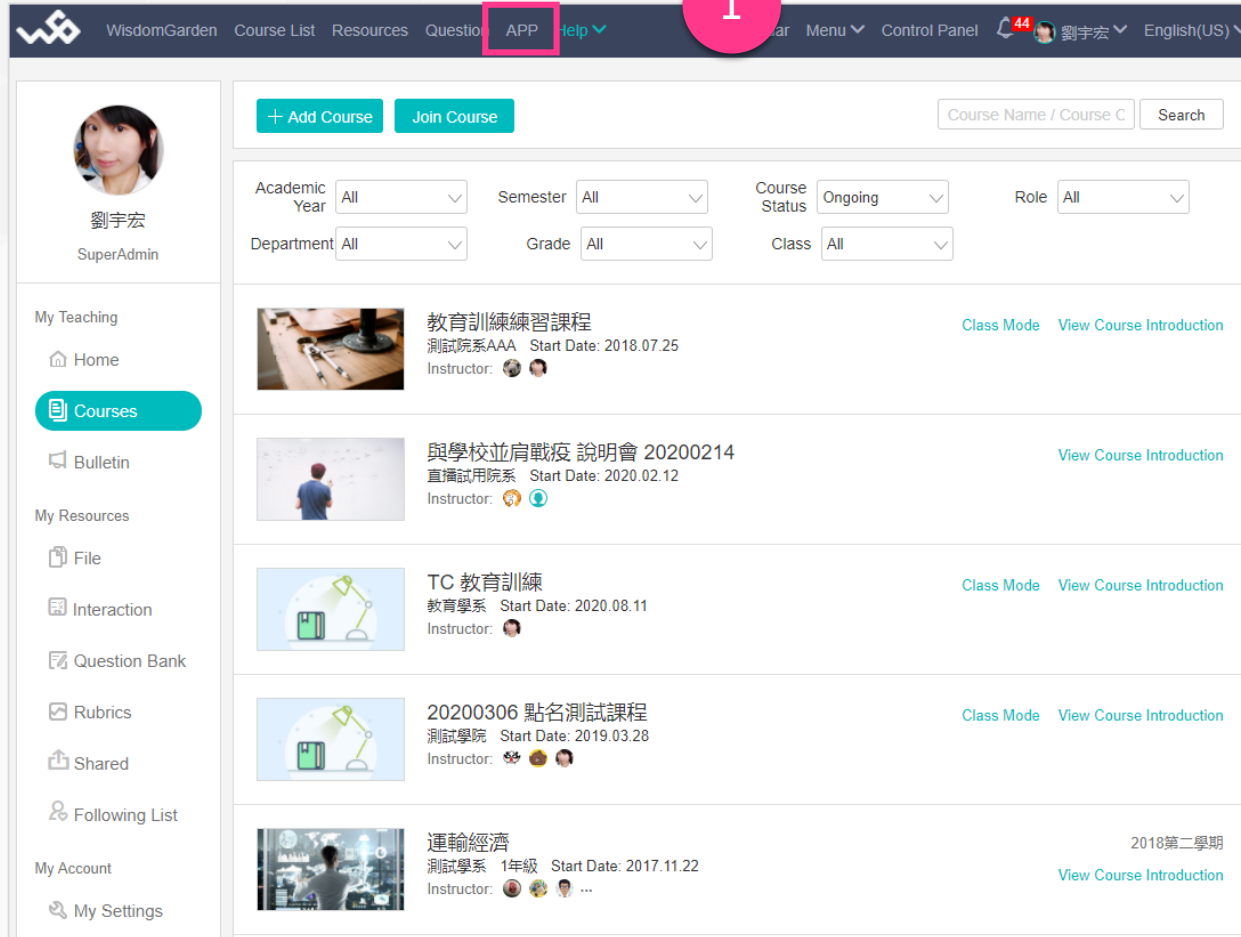 WisdomGarden Course List Resources Question APP Help 1 Menu Control Panel 44 劉宇宏 English(US)
+ Add Course Join Course Course Name / Course C Search
劉宇宏
SuperAdmin
Academic Year All Semester All Course Status Ongoing Role All
Department All Grade All Class All
My Teaching
Home
Courses
Bulletin
My Resources
File
Interaction
Question Bank
Rubrics
Shared
Following List
My Account
My Settings
教育訓練練習課程 Class Mode View Course Introduction
測試院系AAA Start Date: 2018.07.25
Instructor:
與學校並肩戰疫 說明會 20200214 View Course Introduction
直播試用院系 Start Date: 2020.02.12
Instructor:
TC 教育訓練 Class Mode View Course Introduction
教育學系 Start Date: 2020.08.11
Instructor:
20200306 點名測試課程 Class Mode View Course Introduction
測試學院 Start Date: 2019.03.28
Instructor:
運輸經濟 2018第二學期
測試學系 1年級 Start Date: 2017.11.22 View Course Introduction
Instructor: ...